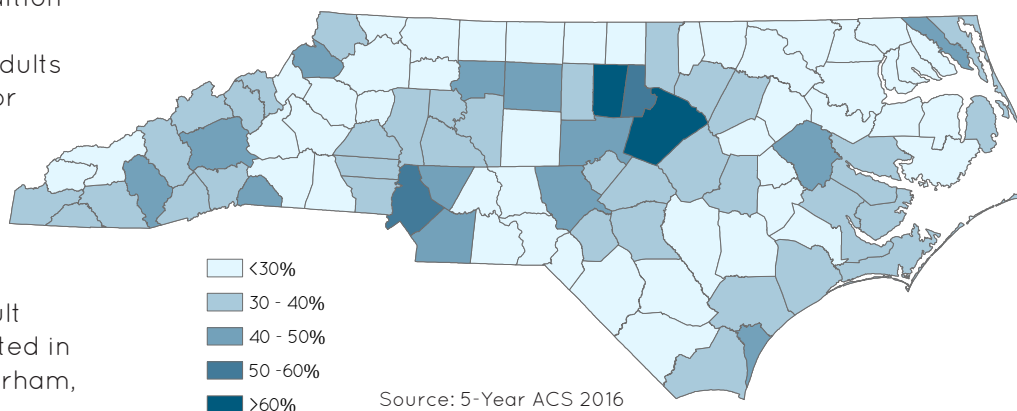 dults
or
<30%
30 - 40%
40 - 50%
50 -60%
>60%
ult
ted in
rham,
Source: 5-Year ACS 2016